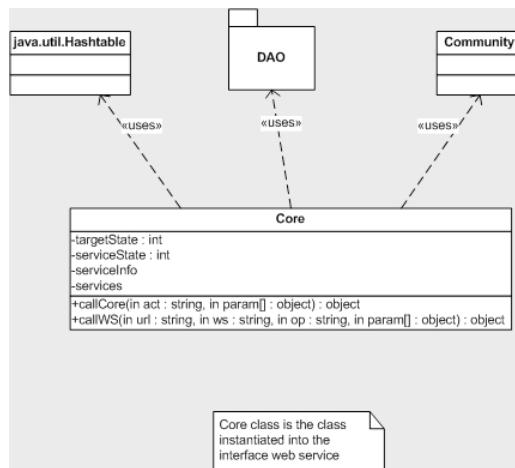 java.util.Hashtable
DAO
Community
«uses»
«uses»
«uses»
Core
-targetState : int
-serviceState : int
-serviceInfo
-services
+callCore(in act : string, in param[] : object) : object
+callWS(in url : string, in ws : string, in op : string, in param[] : object) : object
Core class is the class
instantiated into the
interface web service